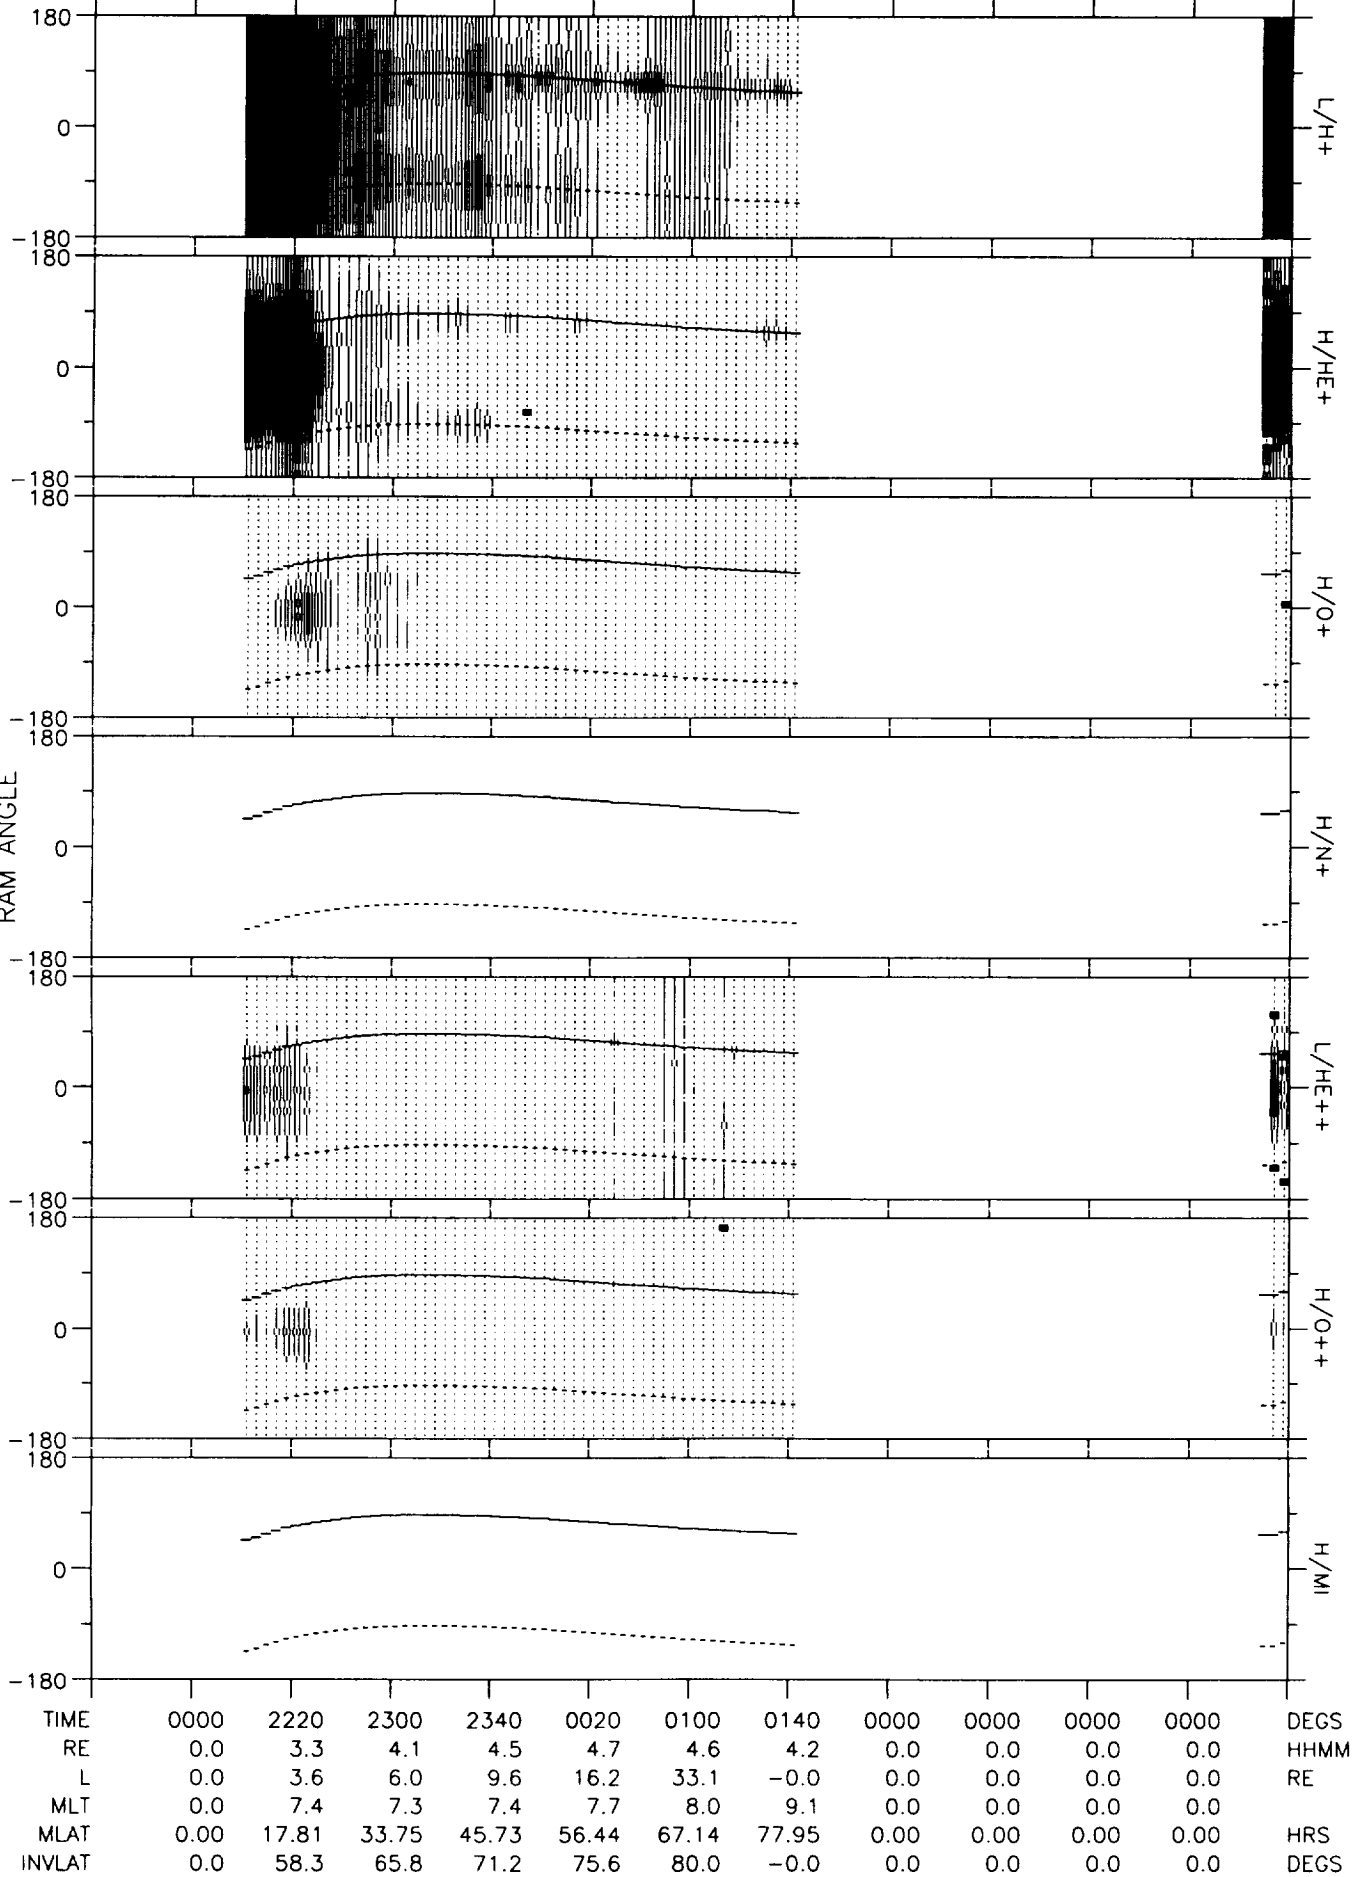 180
0
-180
L/H+
180
0
-180
H/HE+
180
0
-180
H/O+
180
0
-180
H/N+
RAM ANGLE
180
0
-180
L/HE++
180
0
-180
H/O++
180
0
-180
H/MI
TIME 0000 2220 2300 2340 0020 0100 0140 0000 0000 0000 0000 DEGS
RE 0.0 3.3 4.1 4.5 4.7 4.6 4.2 0.0 0.0 0.0 0.0 HHMM
L 0.0 3.6 6.0 9.6 16.2 33.1 -0.0 0.0 0.0 0.0 0.0 RE
MLT 0.0 7.4 7.3 7.4 7.7 8.0 9.1 0.0 0.0 0.0 0.0
MLAT 0.00 17.81 33.75 45.73 56.44 67.14 77.95 0.00 0.00 0.00 0.00 HRS
INVLAT 0.0 58.3 65.8 71.2 75.6 80.0 -0.0 0.0 0.0 0.0 0.0 DEGS